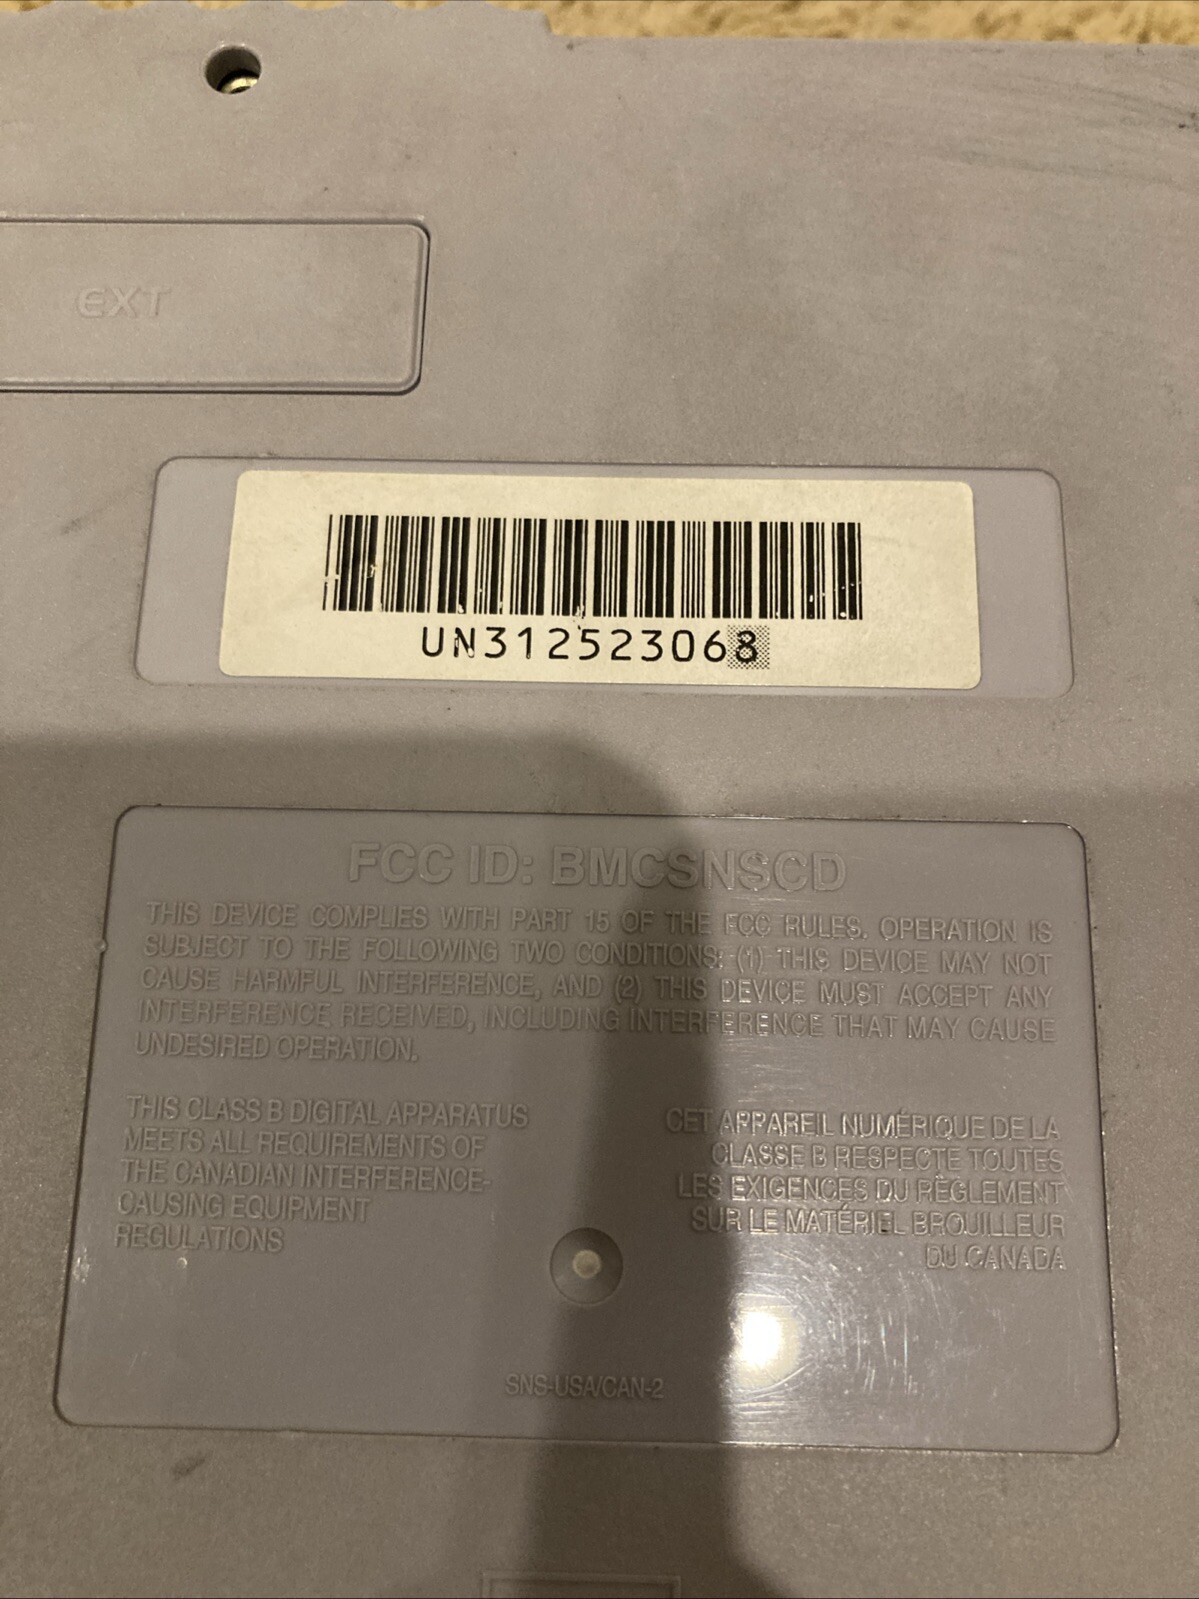 EXT
UN312523068
FCC ID: BMCSNSCD
THIS DEVICE COMPLIES WITH PART 15 OF THE FCC RULES. OPERATION IS
SUBJECT TO THE FOLLOWING TWO CONDITIONS: (1) THIS DEVICE MAY NOT
CAUSE HARMFUL INTERFERENCE, AND (2) THIS DEVICE MUST ACCEPT ANY
INTERFERENCE RECEIVED, INCLUDING INTERFERENCE THAT MAY CAUSE
UNDESIRED OPERATION.
THIS CLASS B DIGITAL APPARATUS
MEETS ALL REQUIREMENTS OF
THE CANADIAN INTERFERENCE-
CAUSING EQUIPMENT
REGULATIONS
CET APPAREIL NUMÉRIQUE DE LA
CLASSE B RESPECTE TOUTES
LES EXIGENCES DU RÈGLEMENT
SUR LE MATÉRIEL BROUILLEUR
DU CANADA
SNS-USA/CAN-2